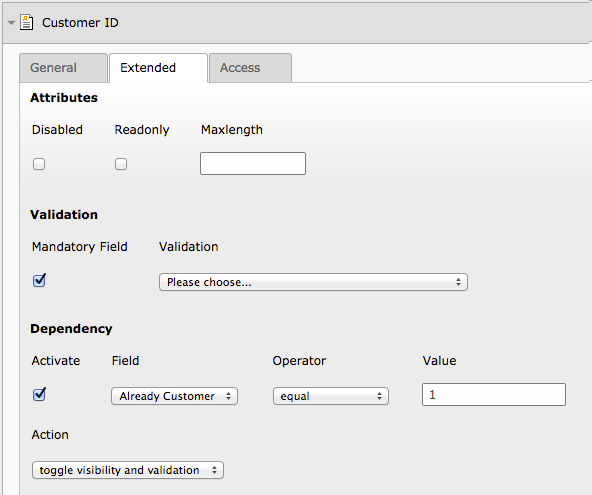 Customer ID
General Extended Access
Attributes
Disabled Readonly Maxlength
Validation
Mandatory Field Validation
Please choose...
Dependency
Activate Field Operator Value
Already Customer equal 1
Action
toggle visibility and validation